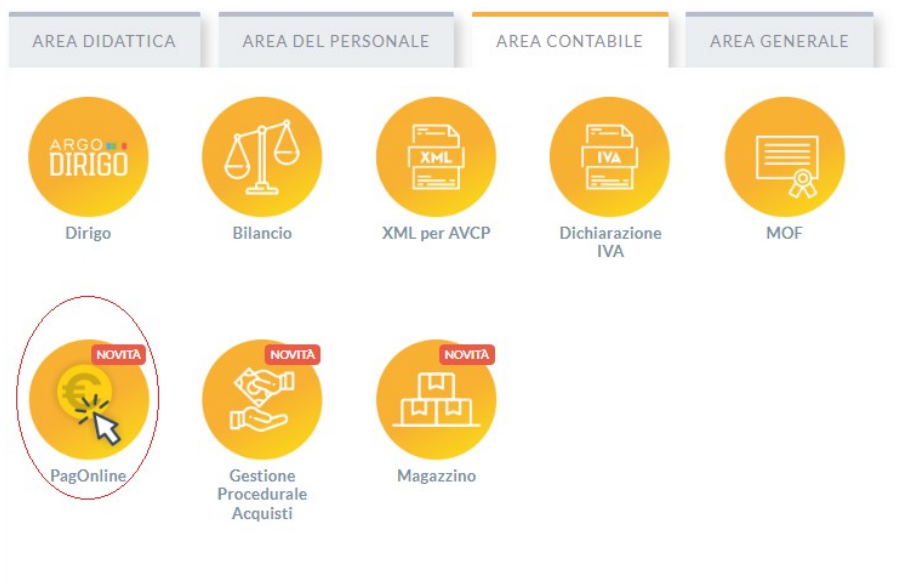 AREA DIDATTICA
AREA DEL PERSONALE
AREA CONTABILE
AREA GENERALE
ARGO
DIRIGO
XML
IVA
Dirigo
Bilancio
XML per AVCP
Dichiarazione
IVA
MOF
NOVITÀ
NOVITÀ
NOVITÀ
€
PagOnline
Gestione
Procedurale
Acquisti
Magazzino